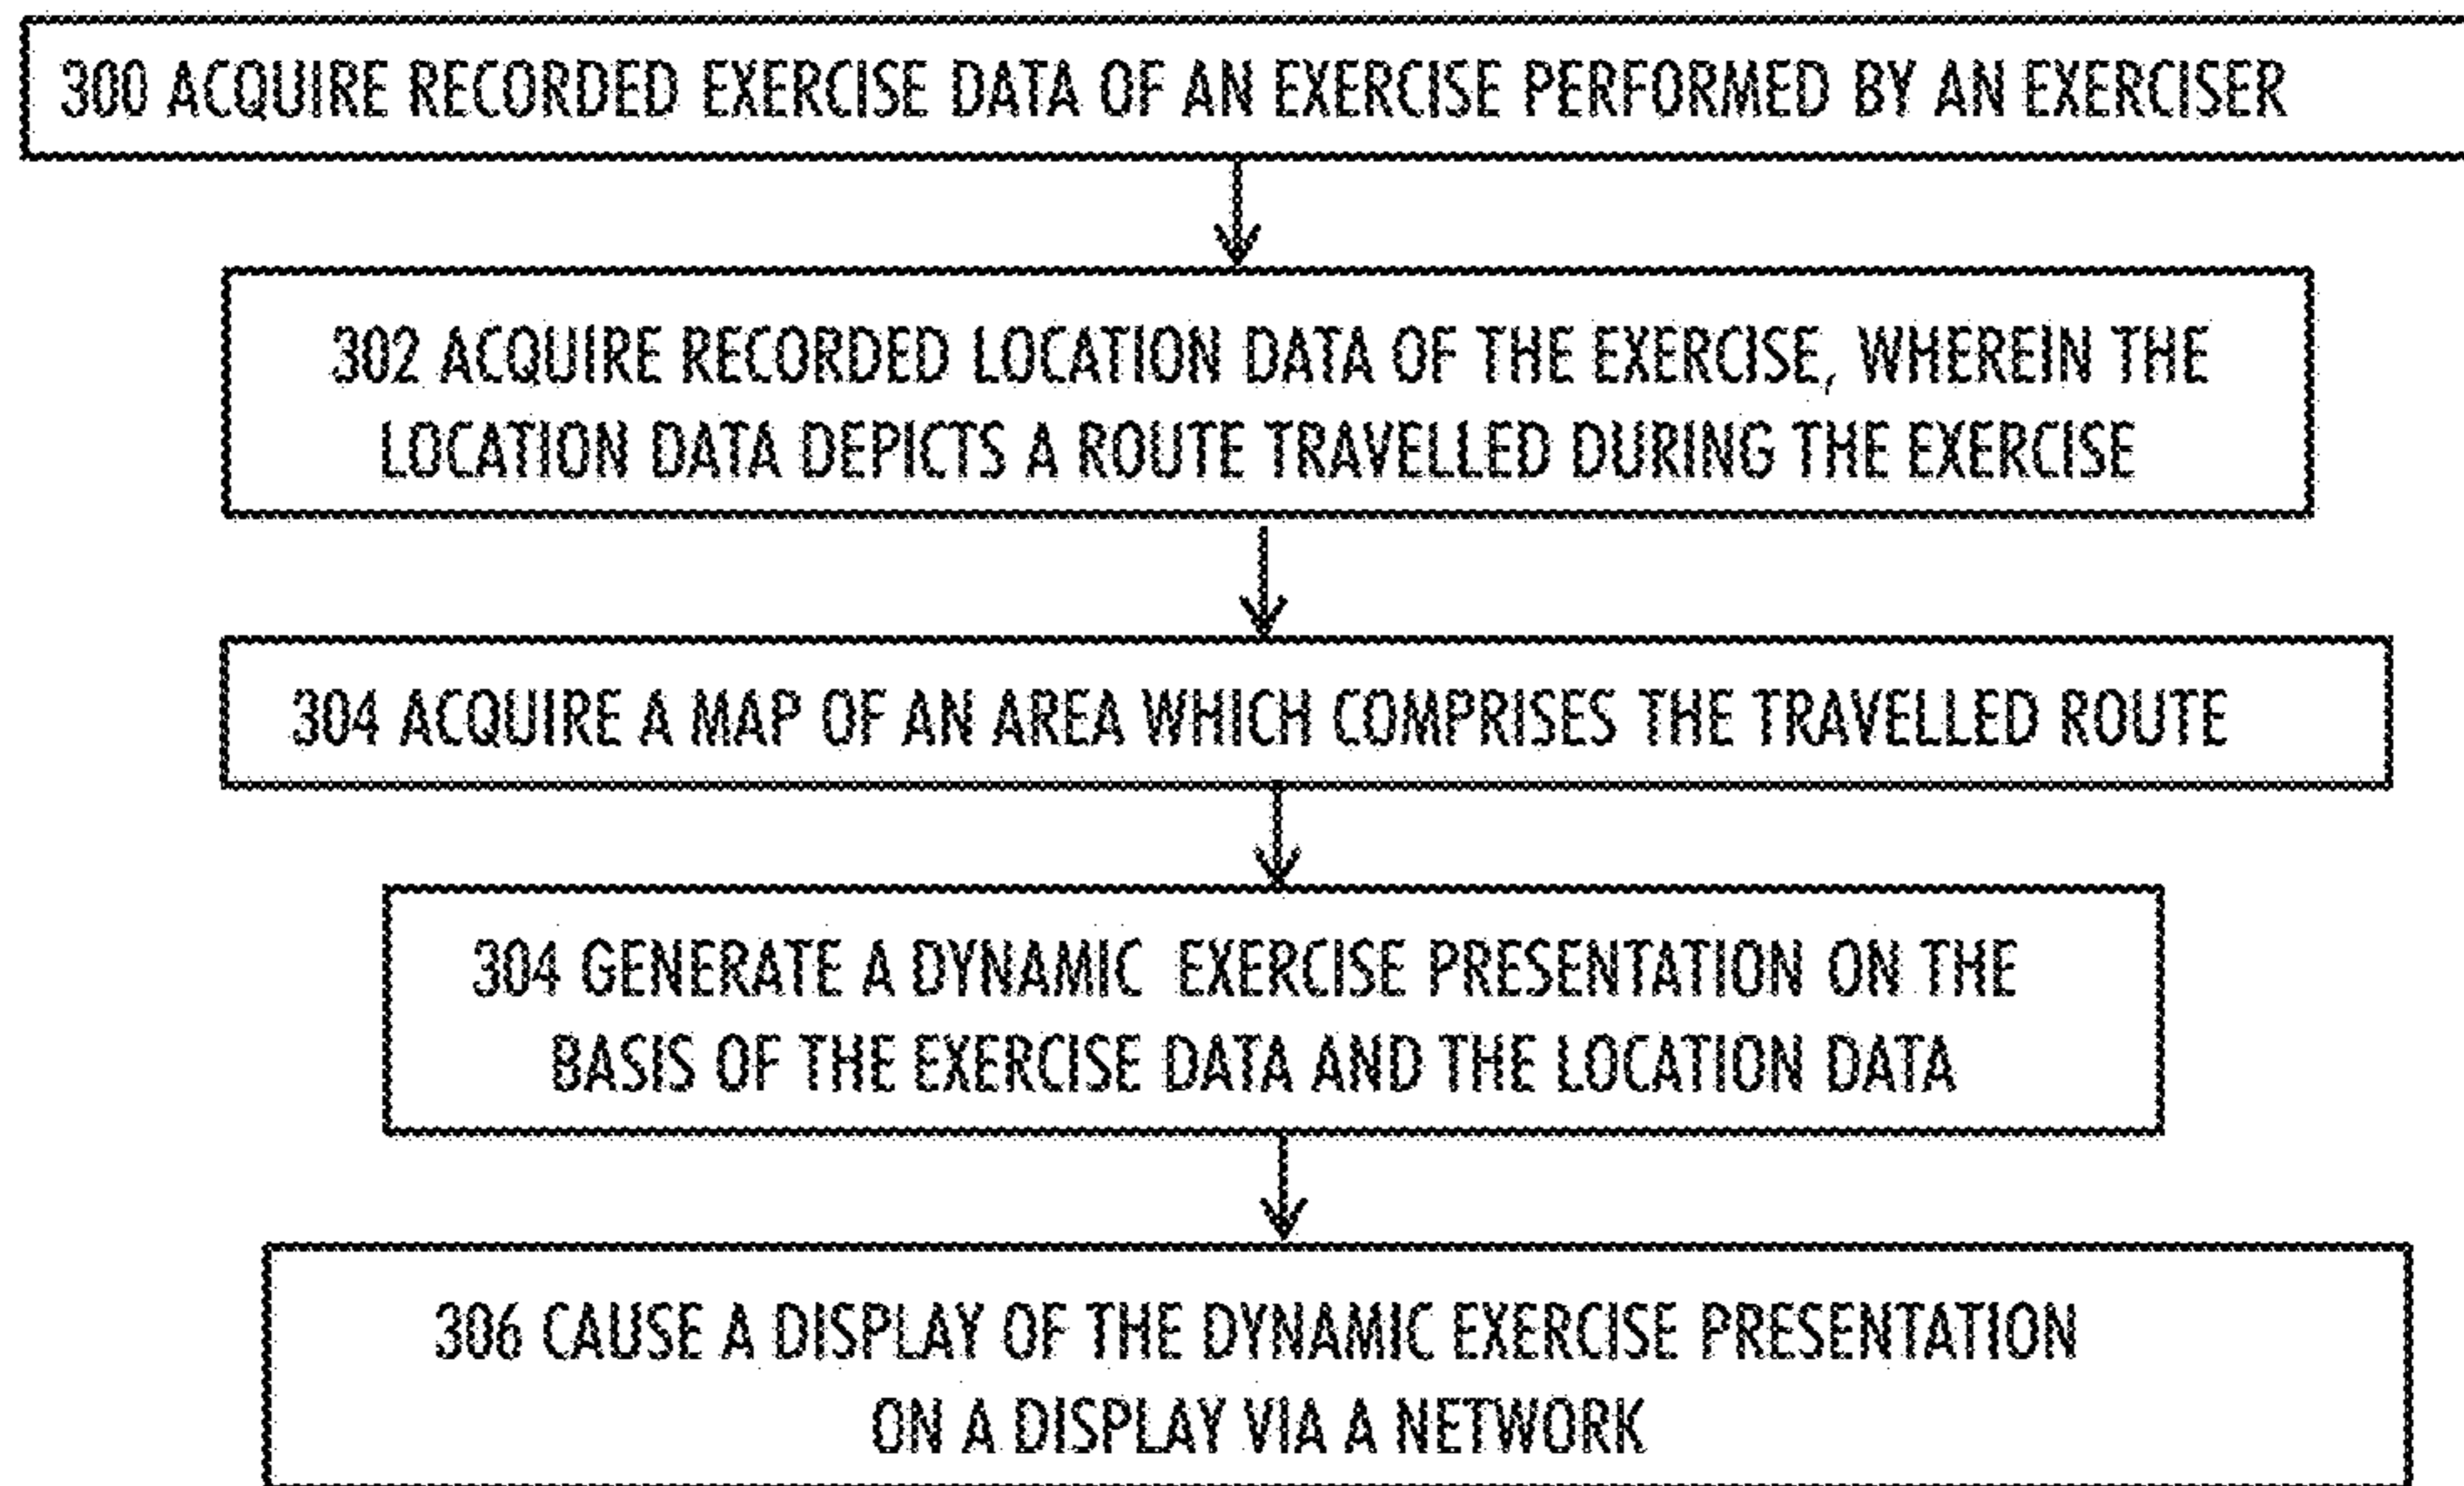 300 ACQUIRE RECORDED EXERCISE DATA OF AN EXERCISE PERFORMED BY AN EXERCISER
302 ACQUIRE RECORDED LOCATION DATA OF THE EXERCISE, WHEREIN THE
LOCATION DATA DEPICTS A ROUTE TRAVELLED DURING THE EXERCISE
304 ACQUIRE A MAP OF AN AREA WHICH COMPRISES THE TRAVELLED ROUTE
304 GENERATE A DYNAMIC EXERCISE PRESENTATION ON THE
BASIS OF THE EXERCISE DATA AND THE LOCATION DATA
306 CAUSE A DISPLAY OF THE DYNAMIC EXERCISE PRESENTATION
ON A DISPLAY VIA A NETWORK